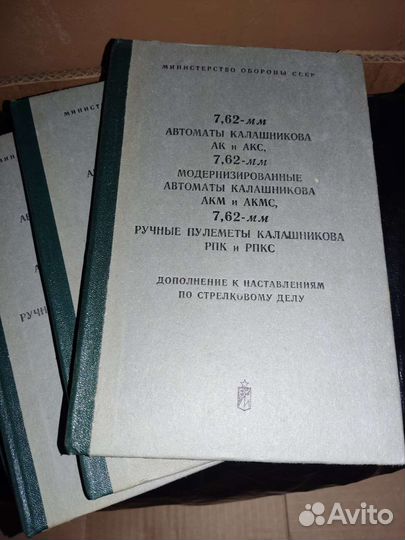 МИНИСТЕРСТВО ОБОРОНЫ СССР
7,62-мм
АВТОМАТЫ КАЛАШНИКОВА
АК и АКС,
7,62-мм
МОДЕРНИЗИРОВАННЫЕ
АВТОМАТЫ КАЛАШНИКОВА
АКМ и АКМС,
7,62-мм
РУЧНЫЕ ПУЛЕМЕТЫ КАЛАШНИКОВА
РПК и РПКС
ДОПОЛНЕНИЕ К НАСТАВЛЕНИЯМ
ПО СТРЕЛКОВОМУ ДЕЛУ
Avito